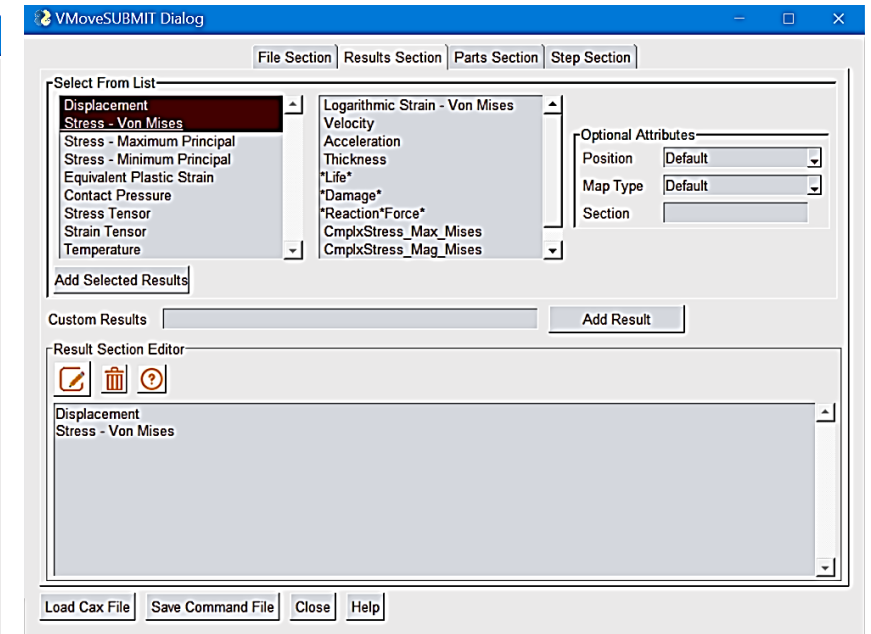 VMoveSUBMIT Dialog
File Section Results Section Parts Section Step Section
Select From List
Displacement
Stress - Von Mises
Stress - Maximum Principal
Stress - Minimum Principal
Equivalent Plastic Strain
Contact Pressure
Stress Tensor
Strain Tensor
Temperature
Logarithmic Strain - Von Mises
Velocity
Acceleration
Thickness
*Life*
*Damage*
*Reaction*Force*
CmplxStress_Max_Mises
CmplxStress_Mag_Mises
Optional Attributes
Position Default
Map Type Default
Section
Add Selected Results
Custom Results Add Result
Result Section Editor
Displacement
Stress - Von Mises
Load Cax File Save Command File Close Help